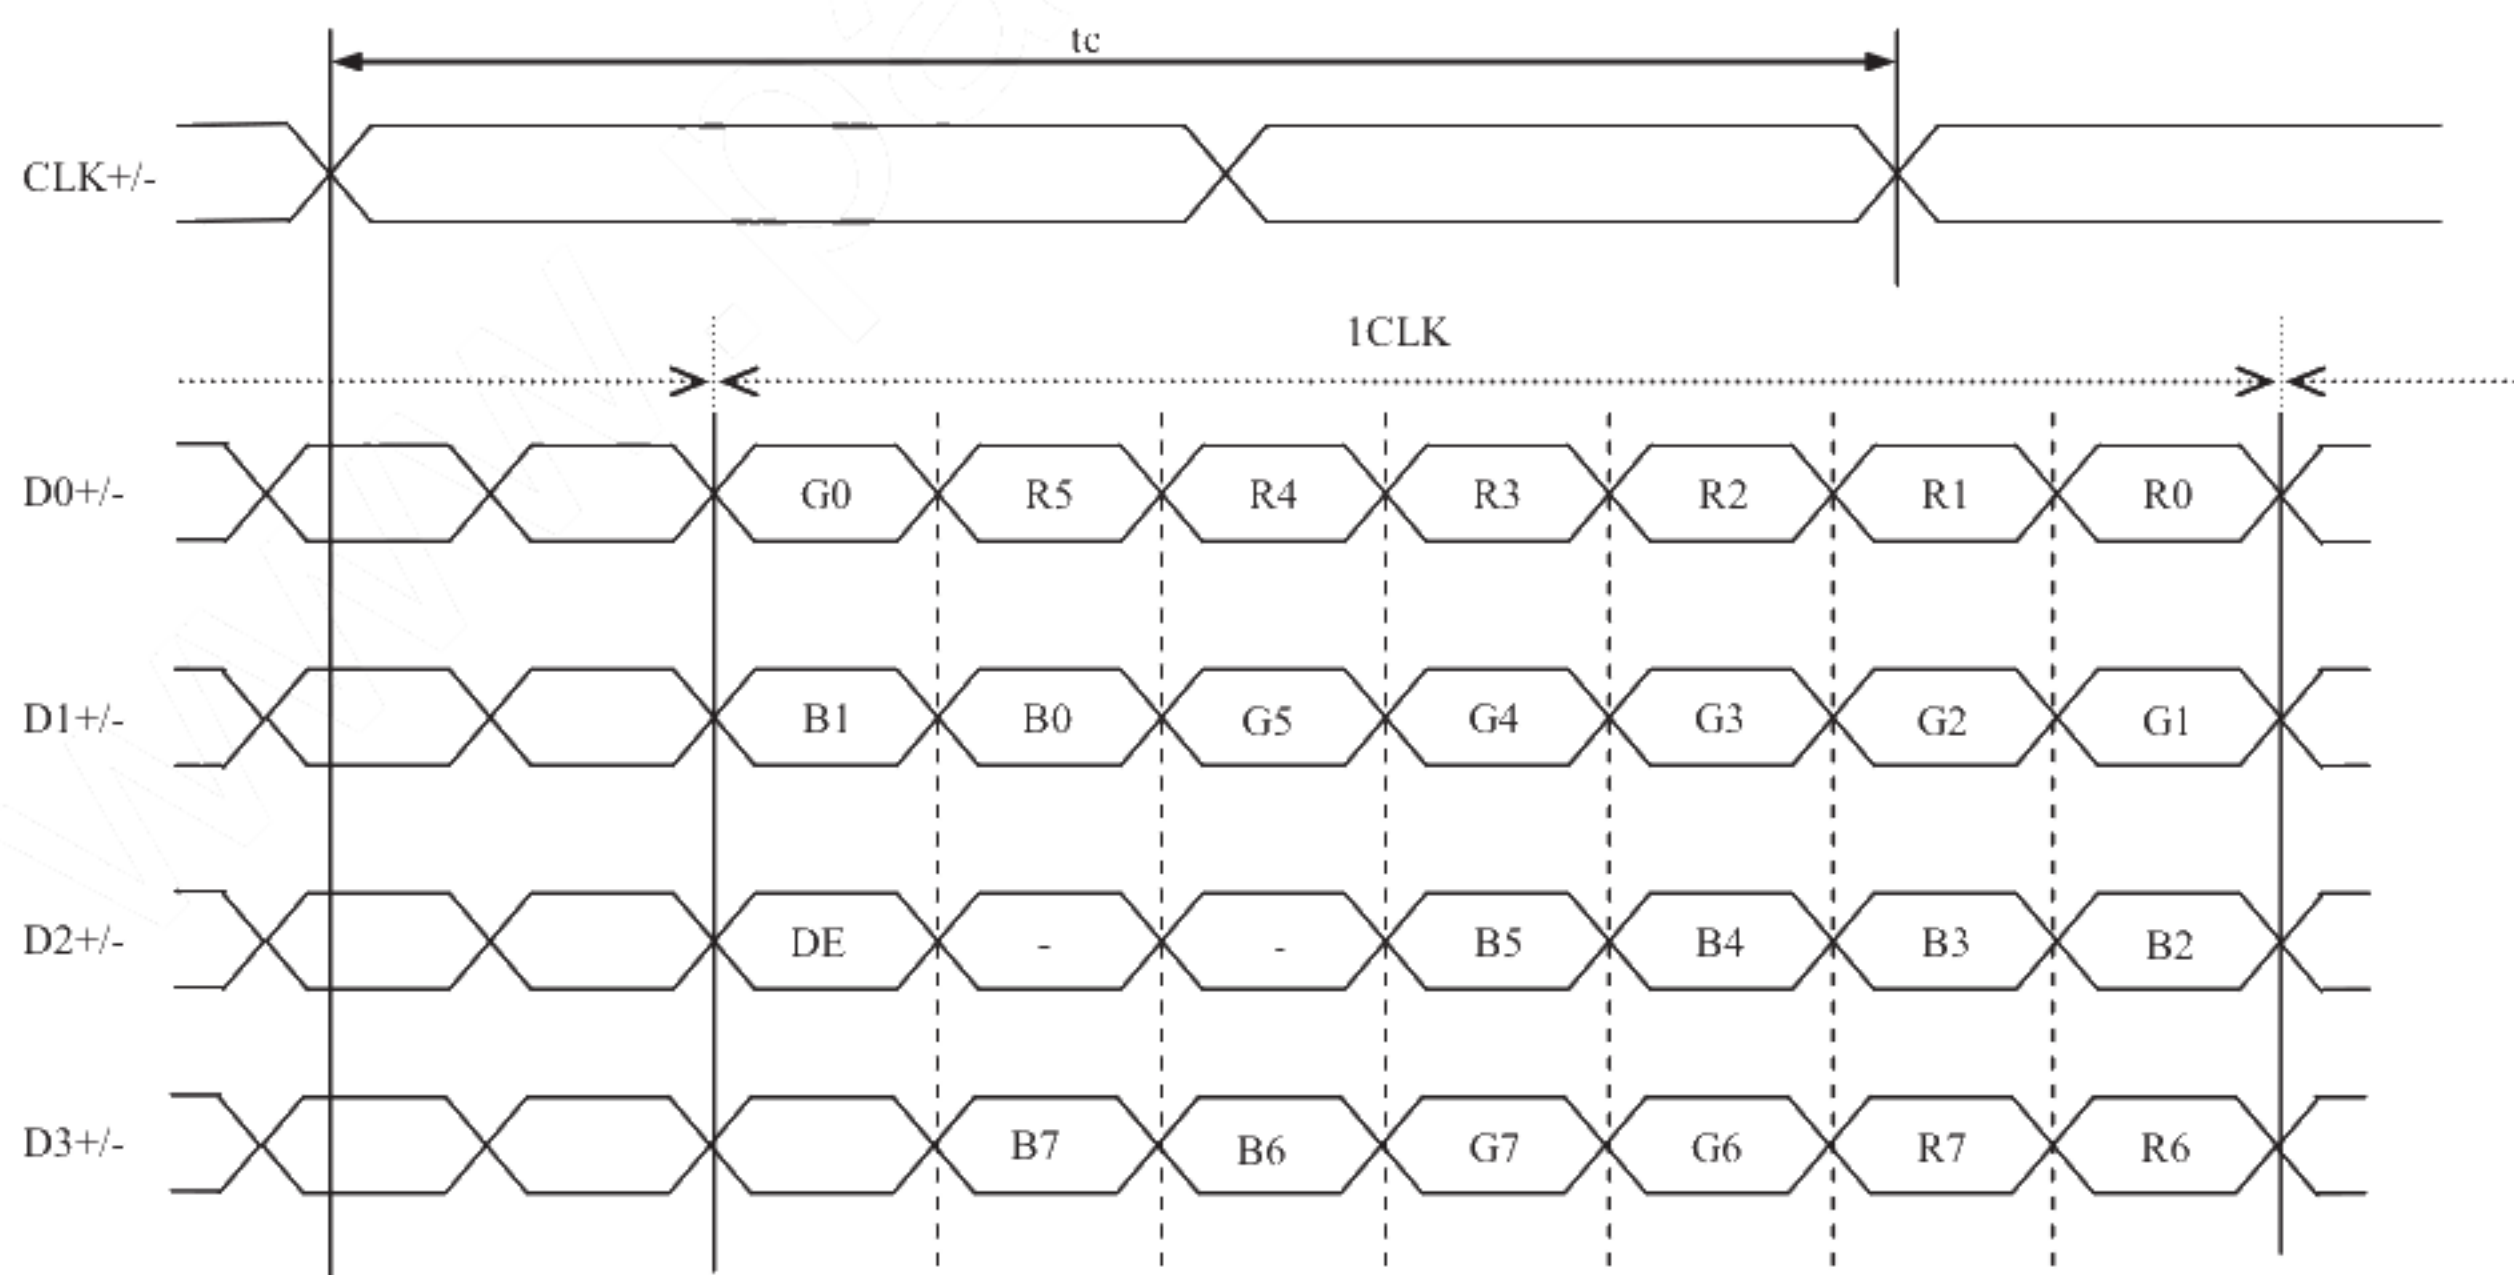 tc
CLK+/-
1CLK
D0+/- G0 R5 R4 R3 R2 R1 R0
D1+/- B1 B0 G5 G4 G3 G2 G1
D2+/- DE - - B5 B4 B3 B2
D3+/- B7 B6 G7 G6 R7 R6